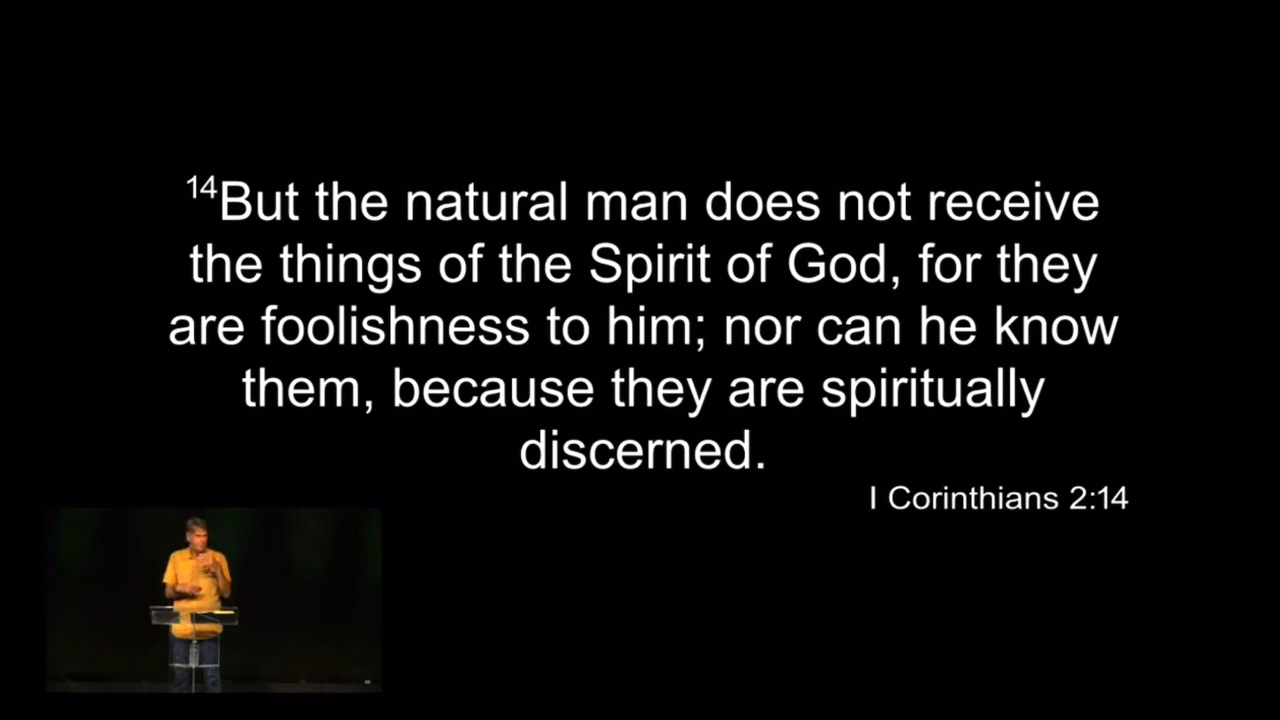 14But the natural man does not receive
the things of the Spirit of God, for they
are foolishness to him; nor can he know
them, because they are spiritually
discerned.
I Corinthians 2:14